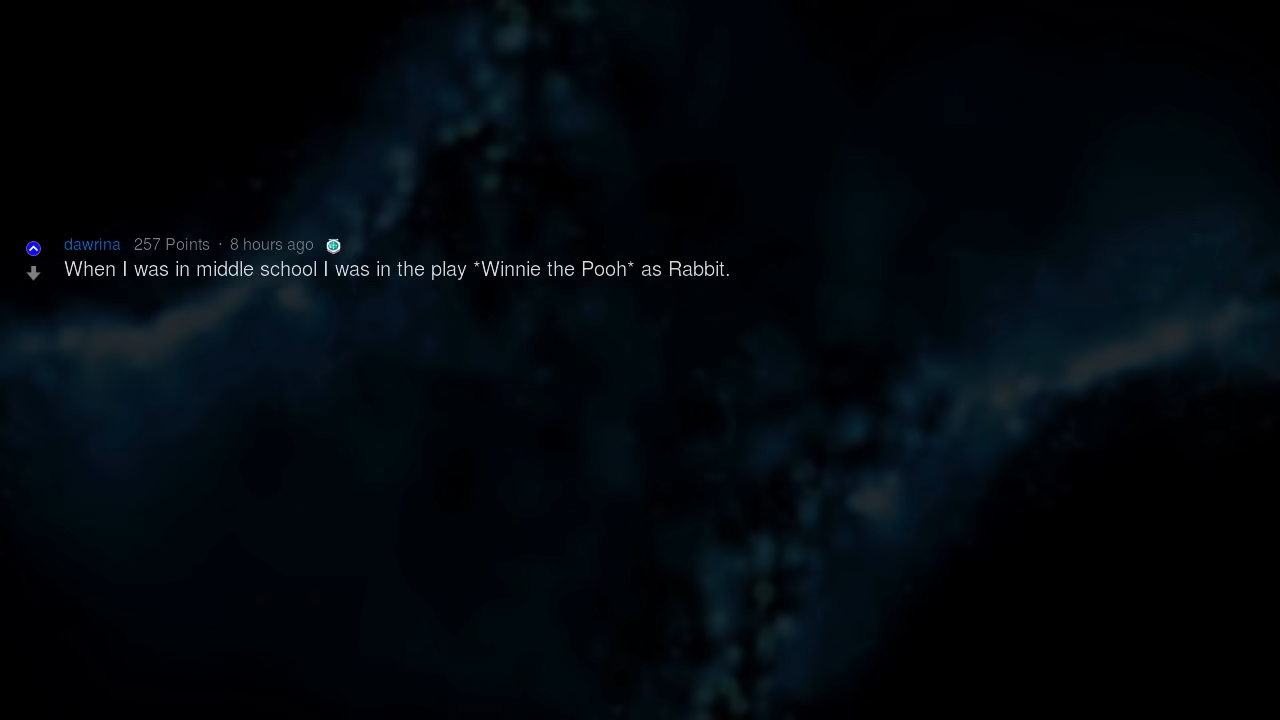 dawrina 257 Points · 8 hours ago
When I was in middle school I was in the play *Winnie the Pooh* as Rabbit.